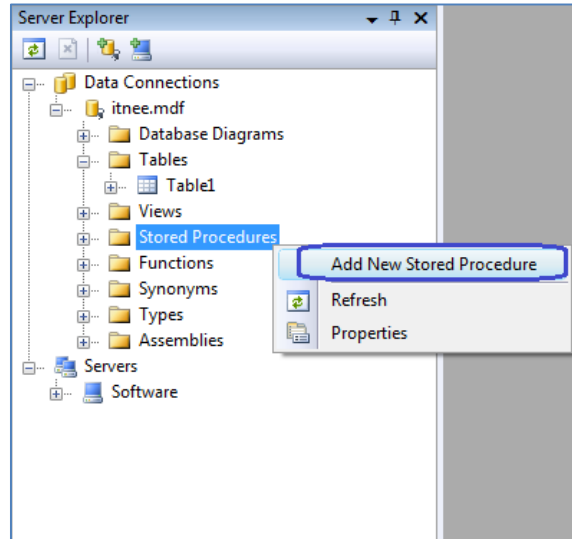 Server Explorer
Data Connections
itnee.mdf
Database Diagrams
Tables
Table1
Views
Stored Procedures
Functions
Synonyms
Types
Assemblies
Servers
Software
Add New Stored Procedure
Refresh
Properties